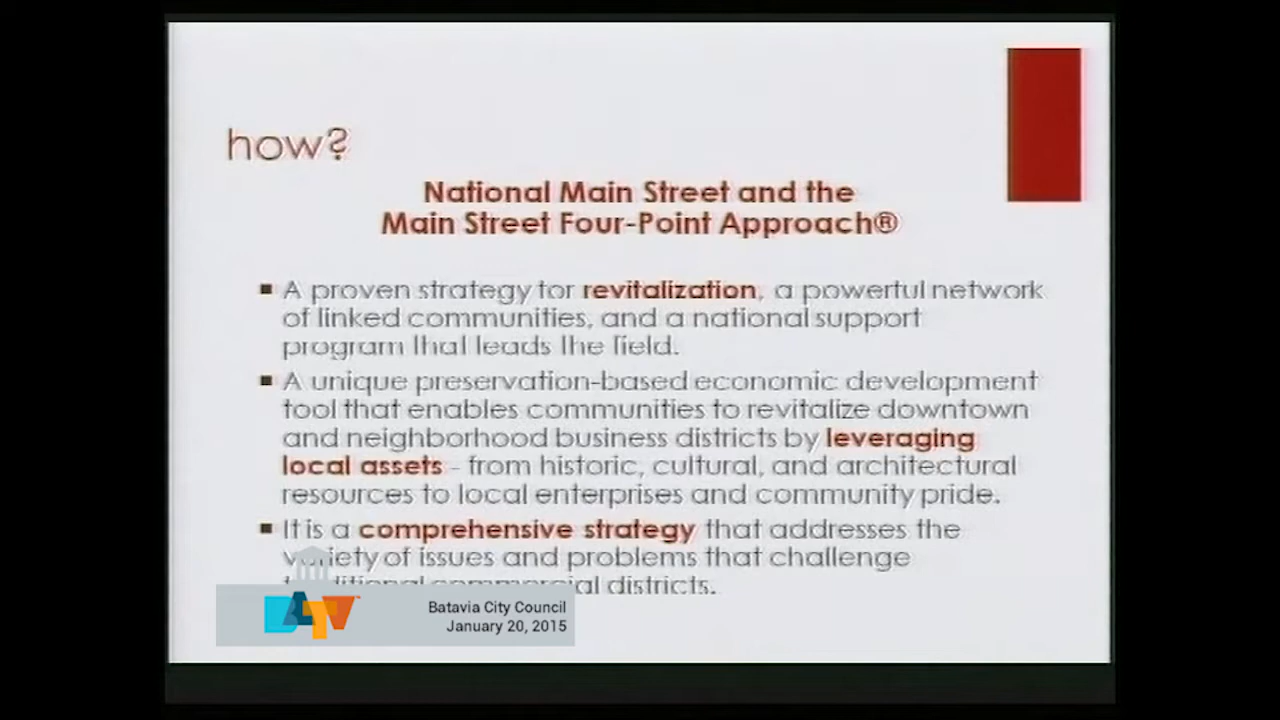 how?
National Main Street and the
Main Street Four-Point Approach®
▪ A proven strategy for revitalization, a powerful network
of linked communities, and a national support
program that leads the field.
▪ A unique preservation-based economic development
tool that enables communities to revitalize downtown
and neighborhood business districts by leveraging
local assets - from historic, cultural, and architectural
resources to local enterprises and community pride.
▪ It is a comprehensive strategy that addresses the
variety of issues and problems that challenge
traditional commercial districts.
BATV™
Batavia City Council
January 20, 2015